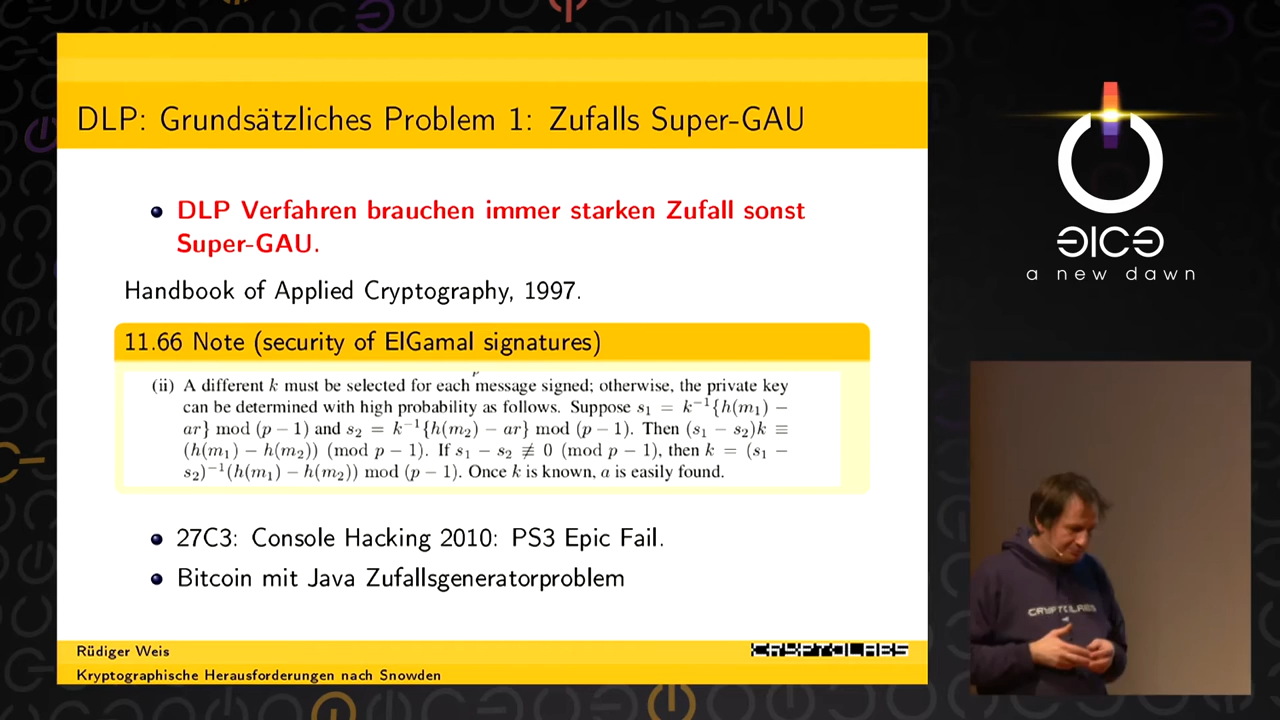 DLP: Grundsätzliches Problem 1: Zufalls Super-GAU
DLP Verfahren brauchen immer starken Zufall sonst
Super-GAU.
Handbook of Applied Cryptography, 1997.
11.66 Note (security of ElGamal signatures)
(ii) A different k must be selected for each message signed; otherwise, the private key
can be determined with high probability as follows. Suppose s₁ = k⁻¹{h(m₁) −
ar} mod (p − 1) and s₂ = k⁻¹{h(m₂) − ar} mod (p − 1). Then (s₁ − s₂)k ≡
(h(m₁) − h(m₂)) (mod p − 1). If s₁ − s₂ ≢ 0 (mod p − 1), then k = (s₁ −
s₂)⁻¹(h(m₁) − h(m₂)) mod (p − 1). Once k is known, a is easily found.
27C3: Console Hacking 2010: PS3 Epic Fail.
Bitcoin mit Java Zufallsgeneratorproblem
Rüdiger Weis
CRYPTOLABS
Kryptographische Herausforderungen nach Snowden
ЭICЭ
a new dawn
CRYPTOLABS